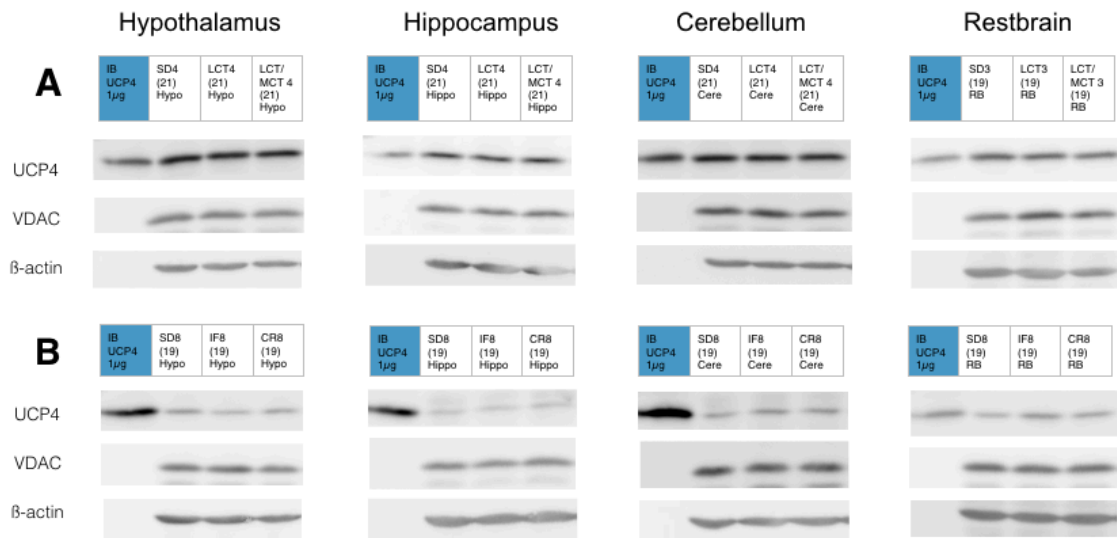 Hypothalamus Hippocampus Cerebellum Restbrain
A
IB UCP4 1µg
SD4 (21) Hypo
LCT4 (21) Hypo
LCT/ MCT 4 (21) Hypo
IB UCP4 1µg
SD4 (21) Hippo
LCT4 (21) Hippo
LCT/ MCT 4 (21) Hippo
IB UCP4 1µg
SD4 (21) Cere
LCT4 (21) Cere
LCT/ MCT 4 (21) Cere
IB UCP4 1µg
SD3 (19) RB
LCT3 (19) RB
LCT/ MCT 3 (19) RB
UCP4
VDAC
ß-actin
B
IB UCP4 1µg
SD8 (19) Hypo
IF8 (19) Hypo
CR8 (19) Hypo
IB UCP4 1µg
SD8 (19) Hippo
IF8 (19) Hippo
CR8 (19) Hippo
IB UCP4 1µg
SD8 (19) Cere
IF8 (19) Cere
CR8 (19) Cere
IB UCP4 1µg
SD8 (19) RB
IF8 (19) RB
CR8 (19) RB
UCP4
VDAC
ß-actin